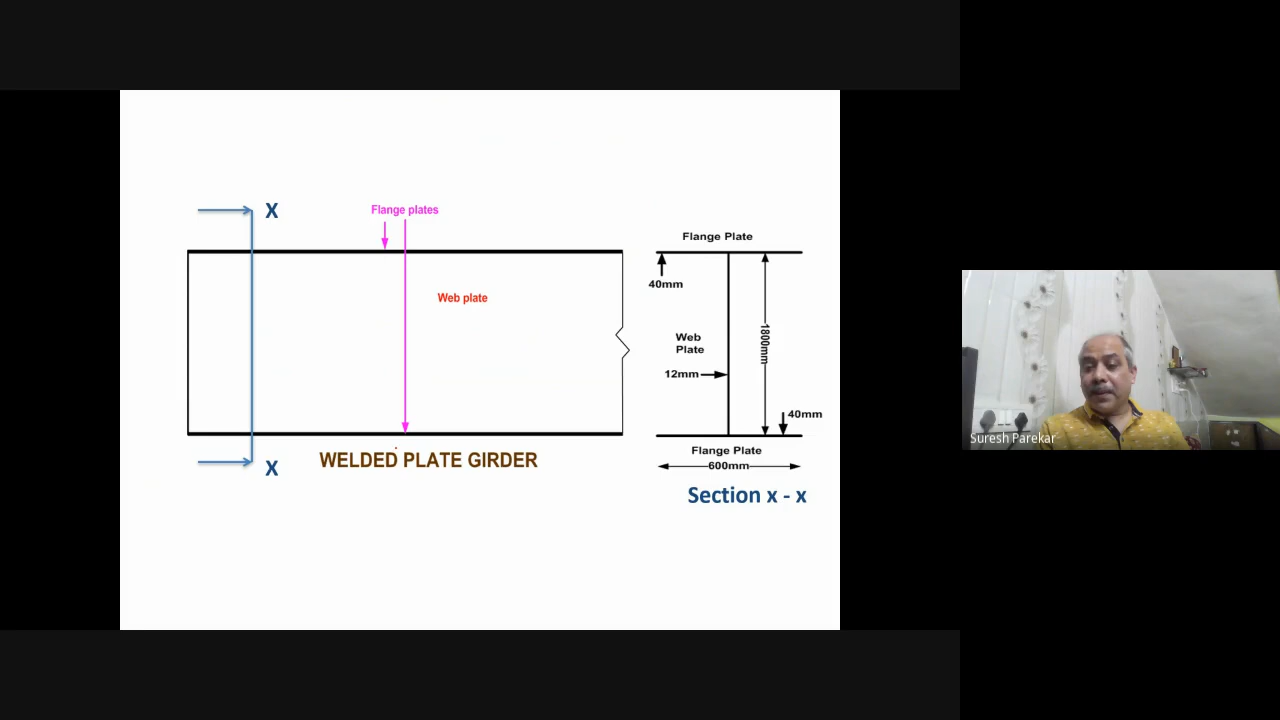 X
Flange plates
Web plate
X
WELDED PLATE GIRDER
Flange Plate
40mm
Web
Plate
1800mm
12mm
40mm
Flange Plate
600mm
Section x - x
Suresh Parekar